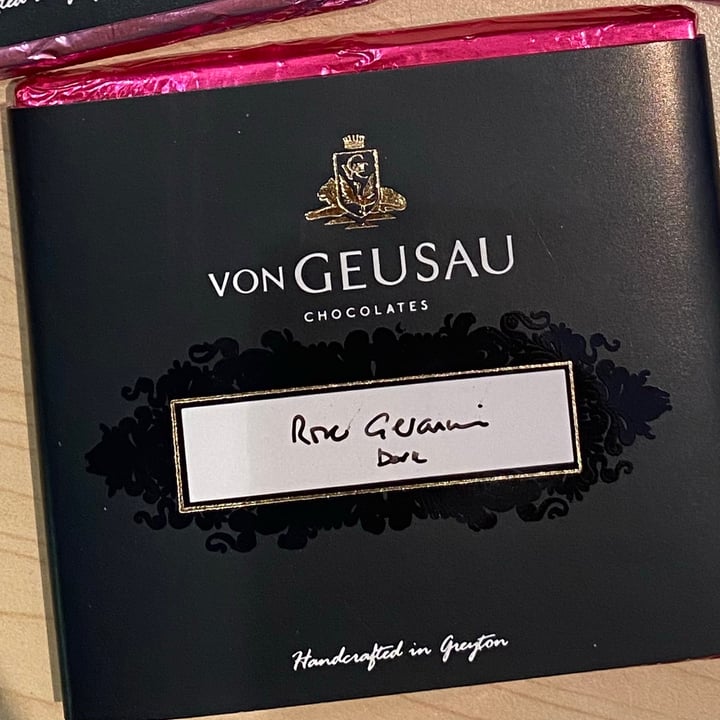 VON GEUSAU
CHOCOLATES
Rose Geranium
Dark
Handcrafted in Greyton